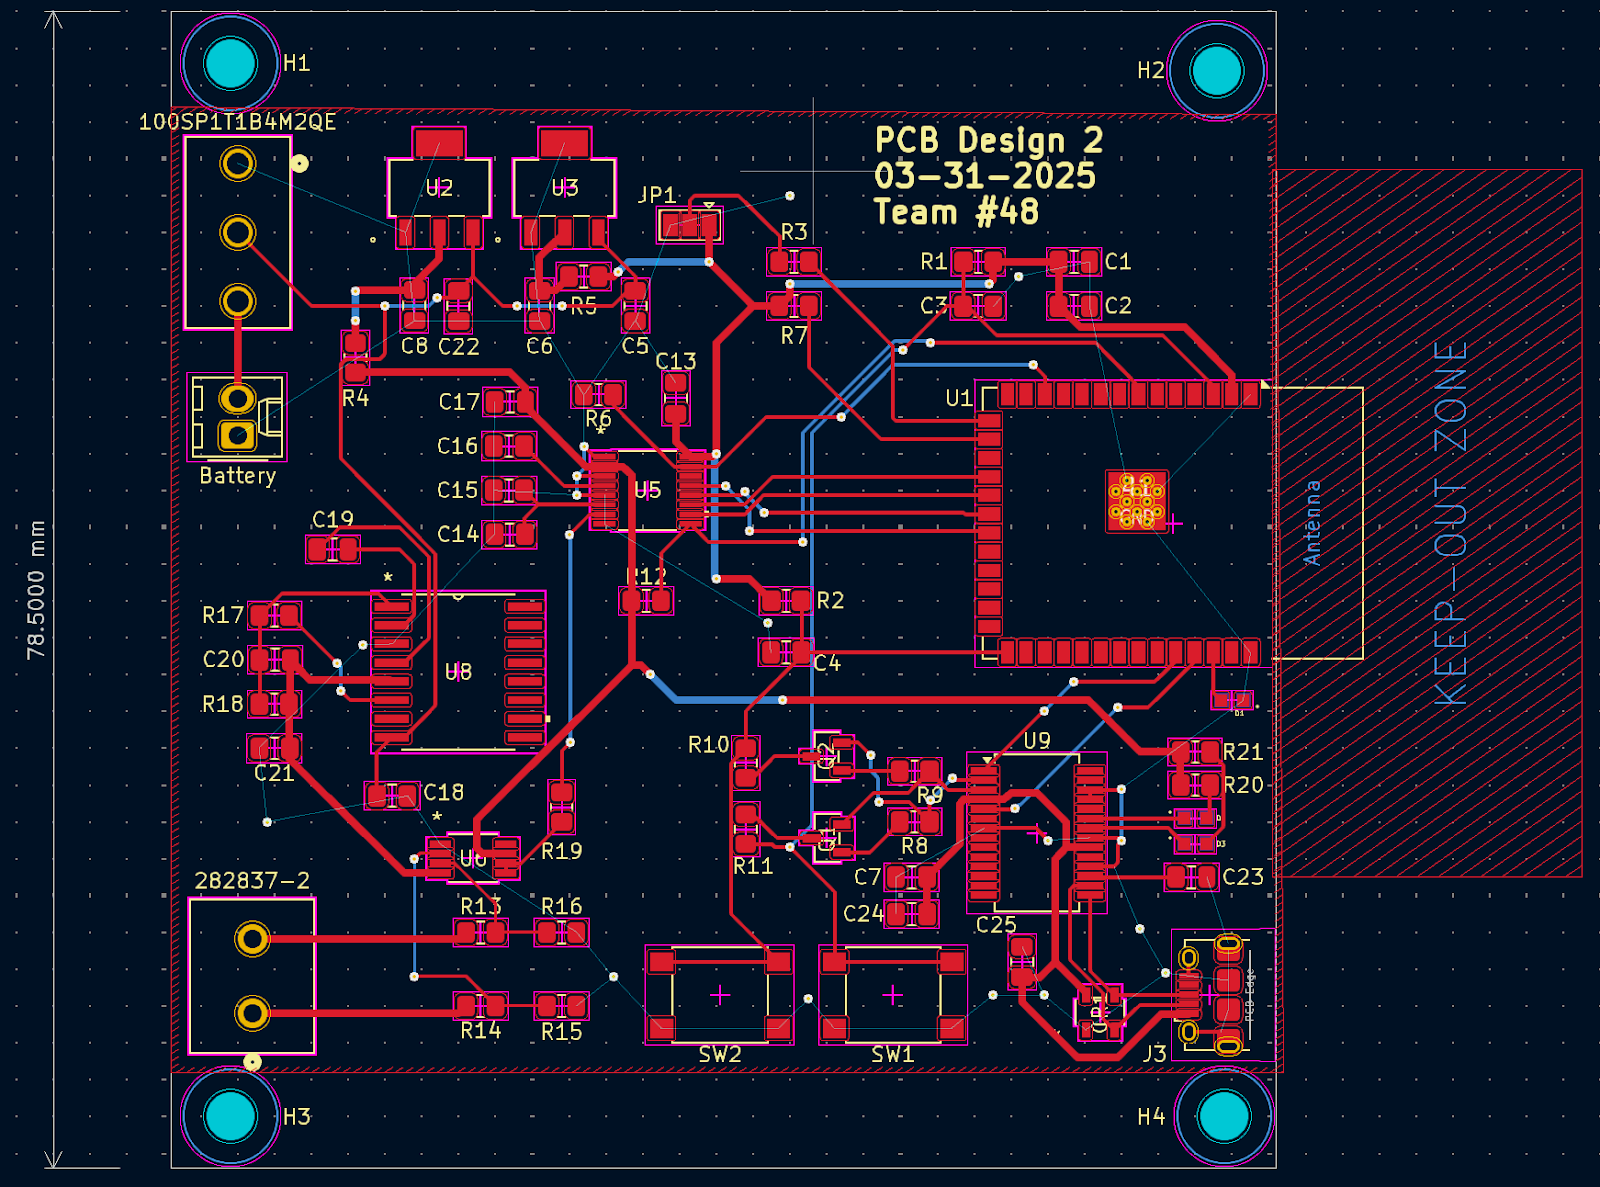 H1
H2
100SP1T1B4M2QE
PCB Design 2
03-31-2025
Team #48
U2
U3
JP1
R3
R1
C1
R5
C3
C2
R7
C8
C22
C6
C5
C13
R4
C17
R6
U1
C16
Battery
C15
U5
C14
C19
Antenna
KEEP-OUT ZONE
78.5000 mm
R12
R2
R17
C20
U8
C4
R18
D1
C21
R10
Q2
U9
R21
R20
C18
R9
R19
R11
Q1
R8
D3
U6
C7
C23
282837-2
R13
R16
C24
C25
R14
R15
SW2
SW1
J3
PCB Edge
H3
H4